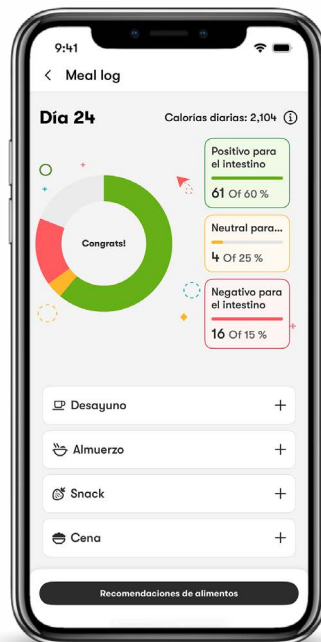 9:41
Meal log
Día 24
Calorías diarias: 2,104
Positivo para
el intestino
61 Of 60 %
Congrats!
Neutral para...
4 Of 25 %
Negativo para
el intestino
16 Of 15 %
Desayuno
Almuerzo
Snack
Cena
Recomendaciones de alimentos